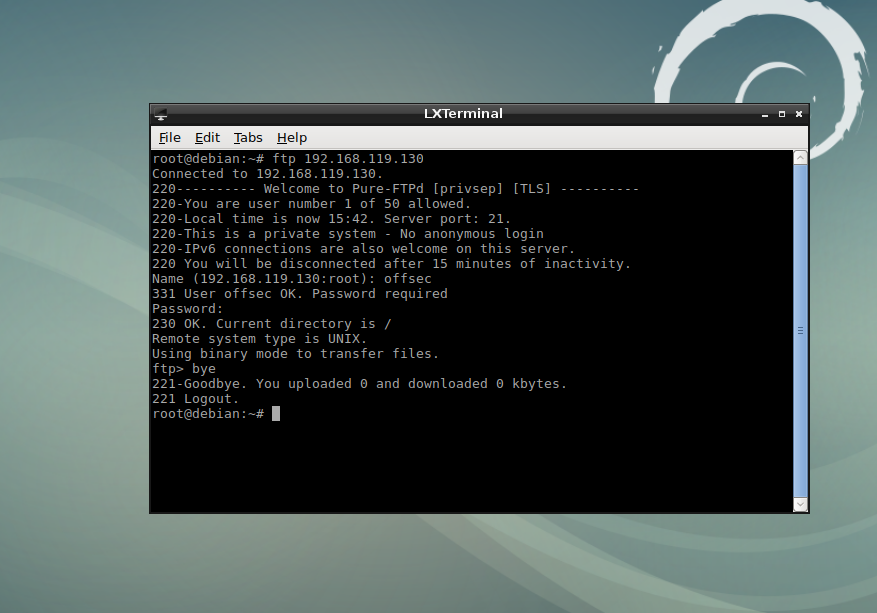 LXTerminal
File Edit Tabs Help
root@debian:~# ftp 192.168.119.130
Connected to 192.168.119.130.
220---------- Welcome to Pure-FTPd [privsep] [TLS] ----------
220-You are user number 1 of 50 allowed.
220-Local time is now 15:42. Server port: 21.
220-This is a private system - No anonymous login
220-IPv6 connections are also welcome on this server.
220 You will be disconnected after 15 minutes of inactivity.
Name (192.168.119.130:root): offsec
331 User offsec OK. Password required
Password:
230 OK. Current directory is /
Remote system type is UNIX.
Using binary mode to transfer files.
ftp> bye
221-Goodbye. You uploaded 0 and downloaded 0 kbytes.
221 Logout.
root@debian:~#